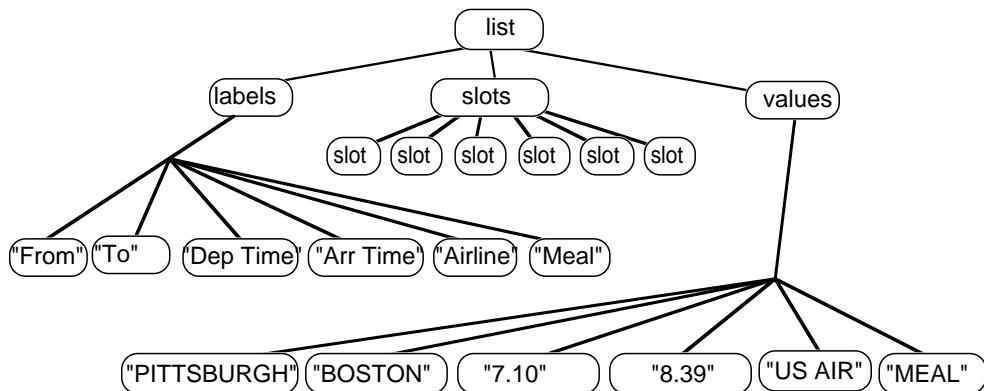 list
labels slots values
slot slot slot slot slot slot
"From" "To" "Dep Time" "Arr Time" "Airline" "Meal"
"PITTSBURGH" "BOSTON" "7.10" "8.39" "US AIR" "MEAL"